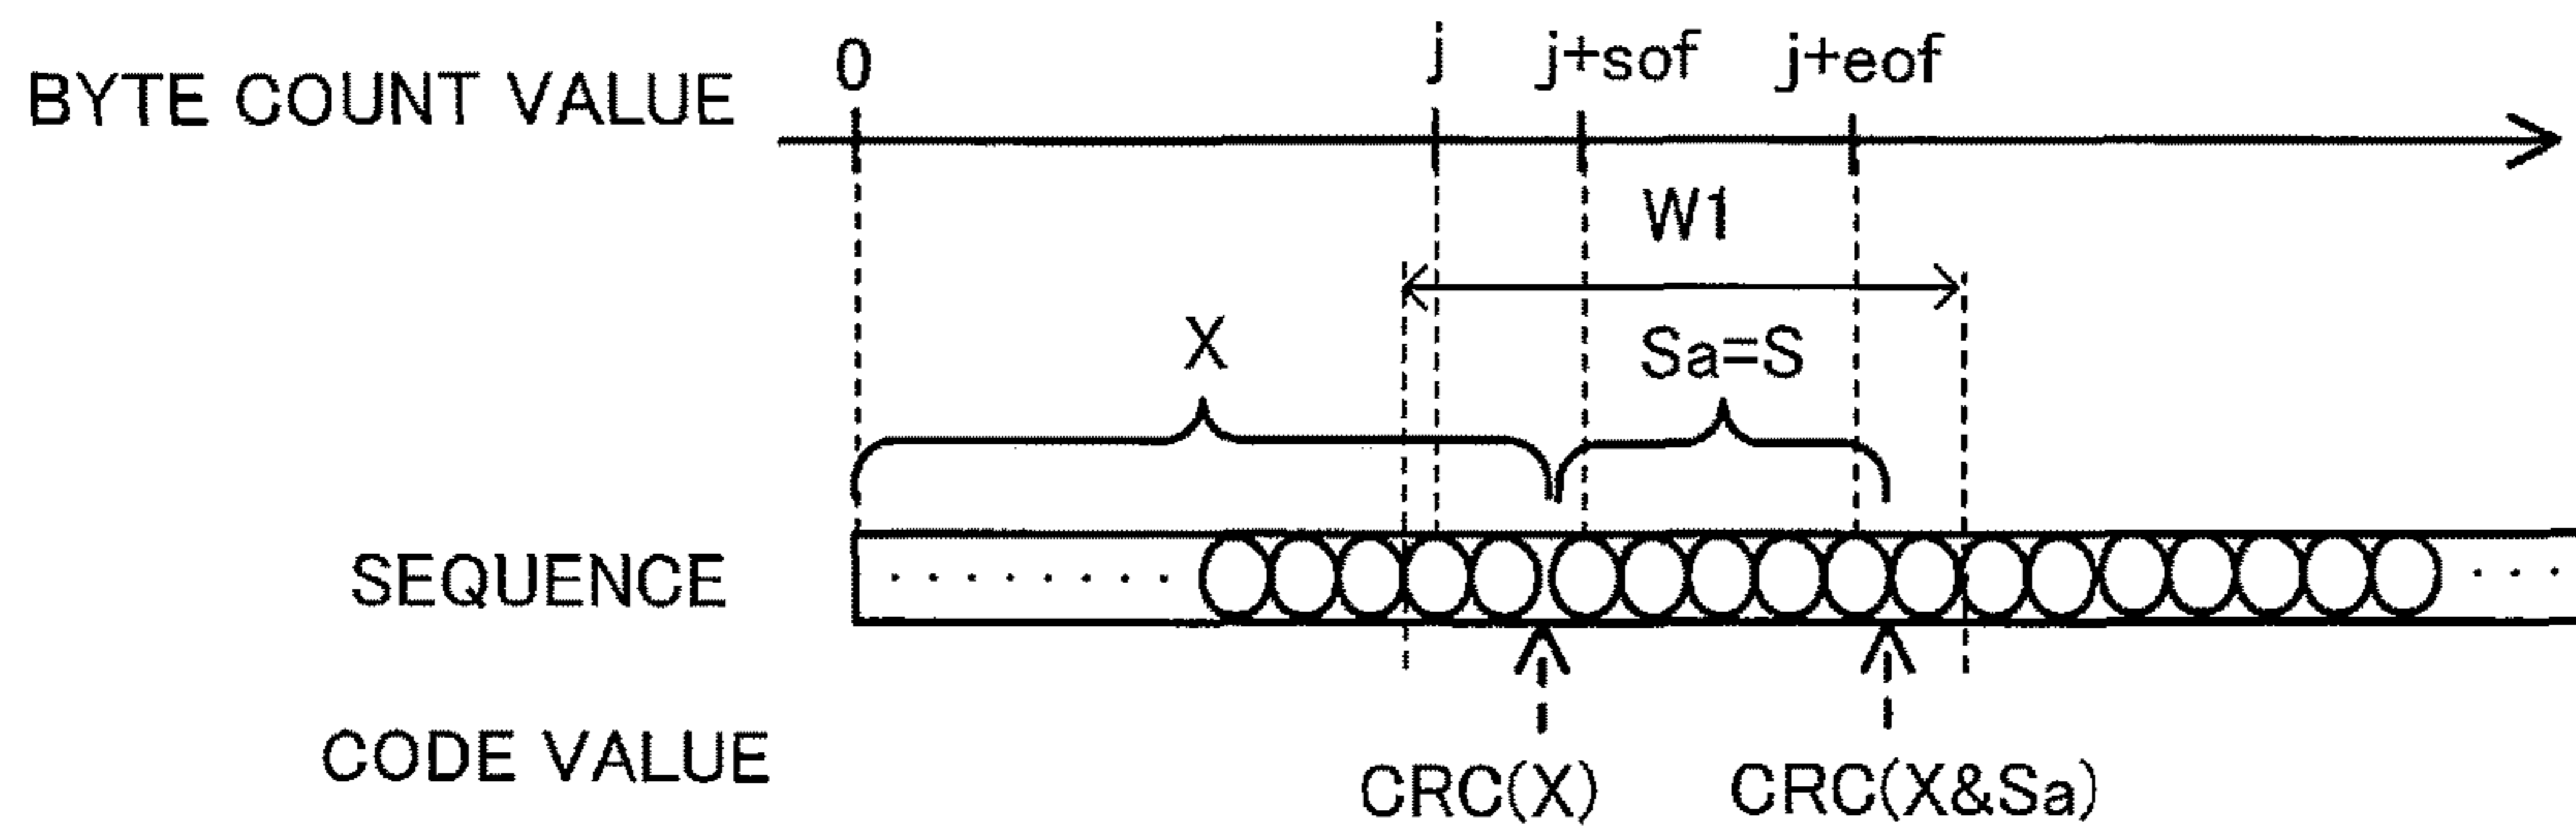 BYTE COUNT VALUE 0 j j+sof j+eof
W1
X Sa=S
SEQUENCE
CODE VALUE CRC(X) CRC(X&Sa)